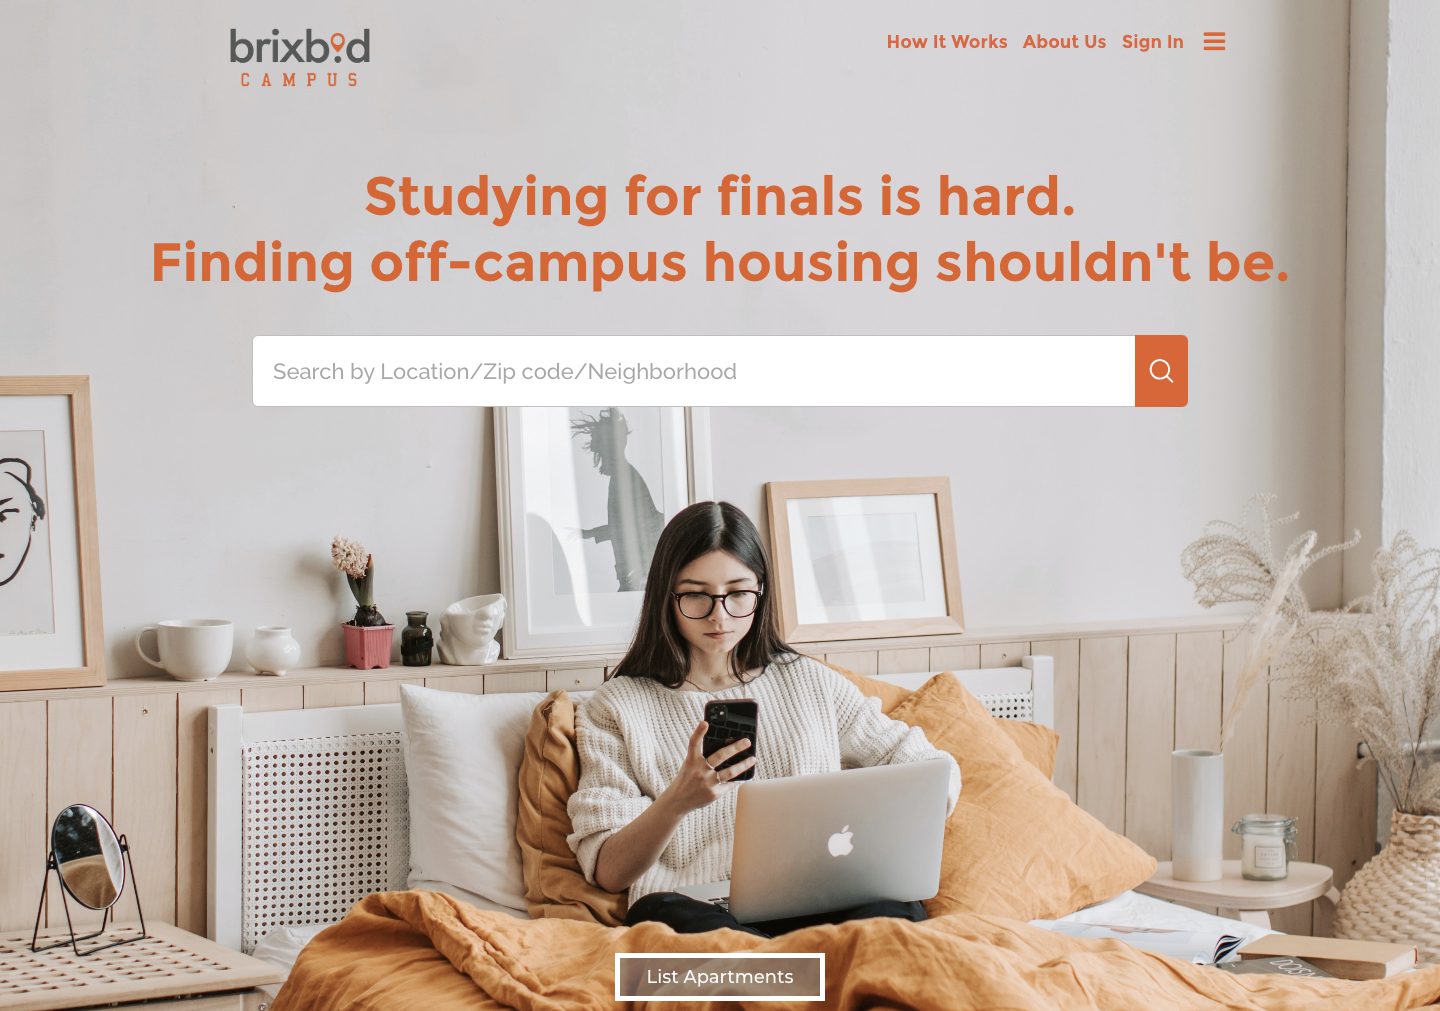 brixbid
CAMPUS
How It Works About Us Sign In
Studying for finals is hard.
Finding off-campus housing shouldn't be.
Search by Location/Zip code/Neighborhood
List Apartments